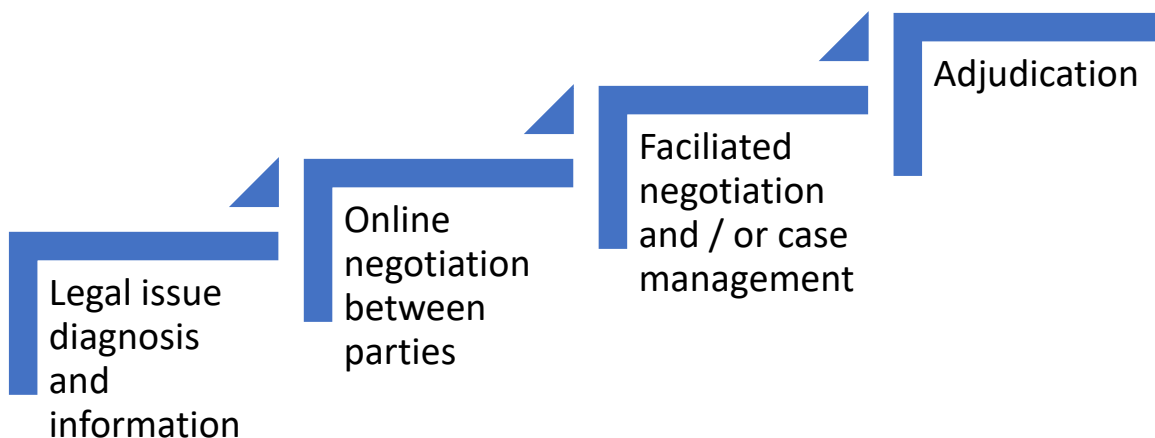 Legal issue
diagnosis
and
information
Online
negotiation
between
parties
Faciliated
negotiation
and / or case
management
Adjudication